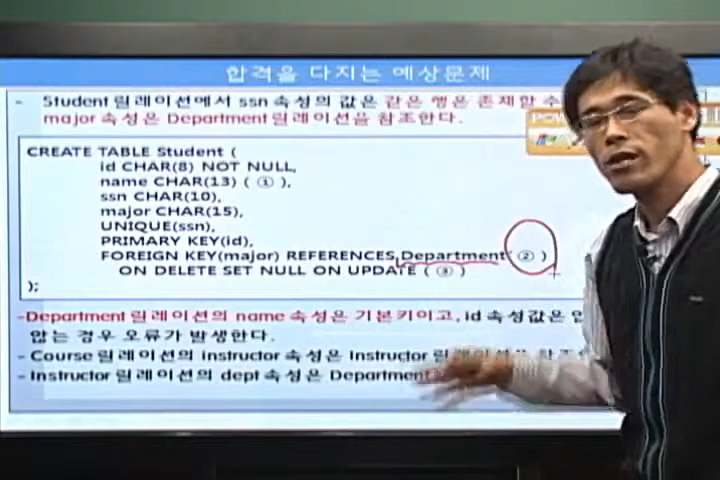 합격을 다지는 예상문제
- Student 릴레이션에서 ssn 속성의 값은 같은 행은 존재할 수
major 속성은 Department 릴레이션을 참조한다.
CREATE TABLE Student (
id CHAR(8) NOT NULL,
name CHAR(13) ( ① ),
ssn CHAR(10),
major CHAR(15),
UNIQUE(ssn),
PRIMARY KEY(id),
FOREIGN KEY(major) REFERENCES Department( ② )
ON DELETE SET NULL ON UPDATE ( ③ )
);
-Department 릴레이션의 name 속성은 기본키이고, id 속성값은
않는 경우 오류가 발생한다.
- Course 릴레이션의 instructor 속성은 Instructor 릴레이션을
- Instructor 릴레이션의 dept 속성은 Department